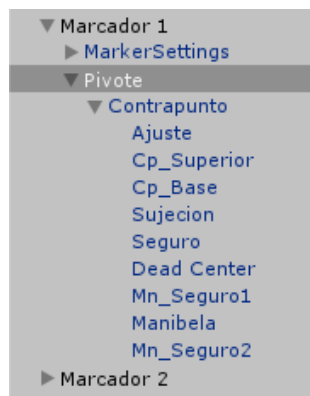 Marcador 1
MarkerSettings
Pivote
Contrapunto
Ajuste
Cp_Superior
Cp_Base
Sujecion
Seguro
Dead Center
Mn_Seguro1
Manibela
Mn_Seguro2
Marcador 2